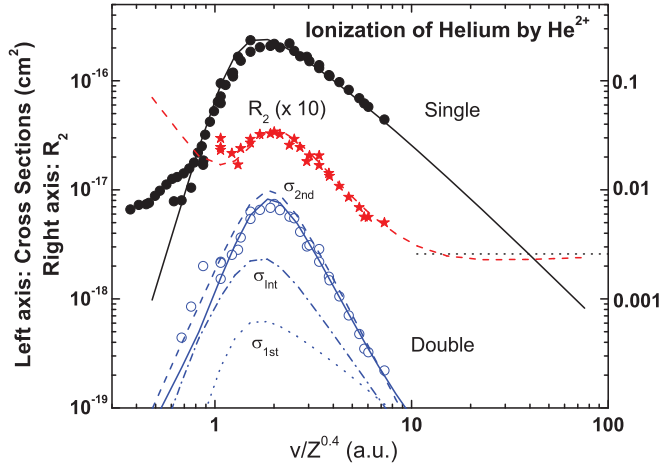 Ionization of Helium by He²⁺
Left axis: Cross Sections (cm²)
Right axis: R₂
10⁻¹⁶
10⁻¹⁷
10⁻¹⁸
10⁻¹⁹
0.1
0.01
0.001
Single
R₂ (x 10)
σ₂ₙd
σ_Int
σ₁st
Double
1
10
100
v/Z⁰·⁴ (a.u.)